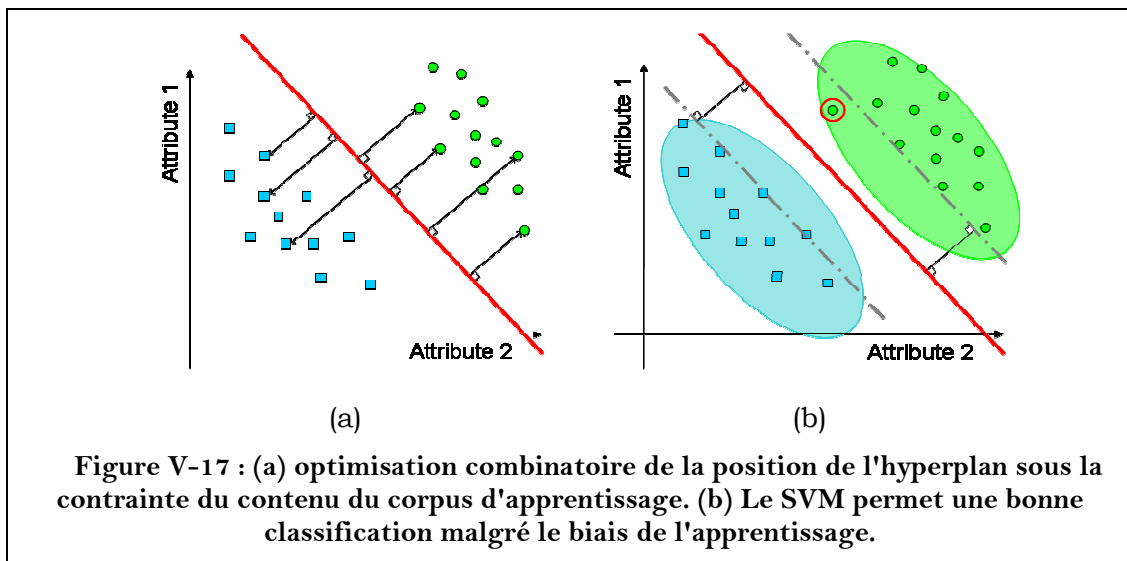 Attribute 1
Attribute 2
(a)
Attribute 1
Attribute 2
(b)
Figure V-17 : (a) optimisation combinatoire de la position de l'hyperplan sous la
contrainte du contenu du corpus d'apprentissage. (b) Le SVM permet une bonne
classification malgré le biais de l'apprentissage.